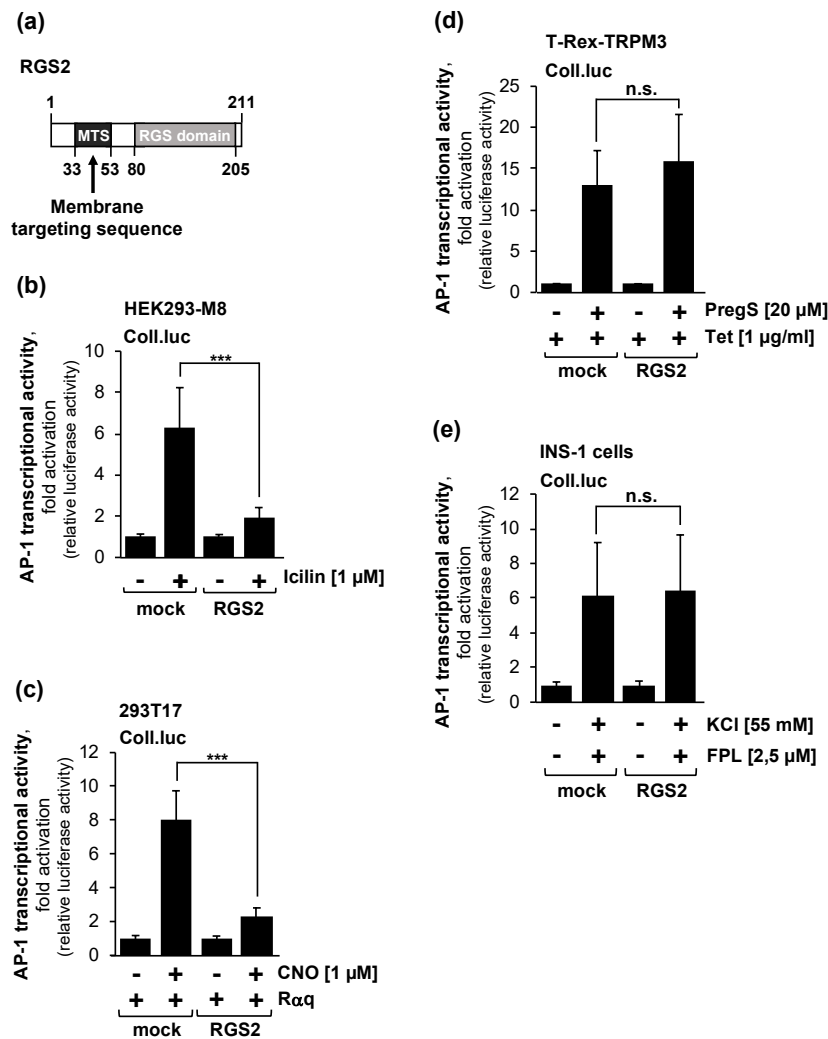 (a)
RGS2
1 211
MTS RGS domain
33 53 80 205
Membrane
targeting sequence
(b)
HEK293-M8
Coll.luc
AP-1 transcriptional activity,
fold activation
(relative luciferase activity)
10
8
6
4
2
0
***
- + - + Icilin [1 µM]
mock RGS2
(c)
293T17
Coll.luc
AP-1 transcriptional activity,
fold activation
(relative luciferase activity)
12
10
8
6
4
2
0
***
- + - + CNO [1 µM]
+ + + + Rαq
mock RGS2
(d)
T-Rex-TRPM3
Coll.luc
AP-1 transcriptional activity,
fold activation
(relative luciferase activity)
25
20
15
10
5
0
n.s.
- + - + PregS [20 µM]
+ + + + Tet [1 µg/ml]
mock RGS2
(e)
INS-1 cells
Coll.luc
AP-1 transcriptional activity,
fold activation
(relative luciferase activity)
12
10
8
6
4
2
0
n.s.
- + - + KCl [55 mM]
- + - + FPL [2,5 µM]
mock RGS2